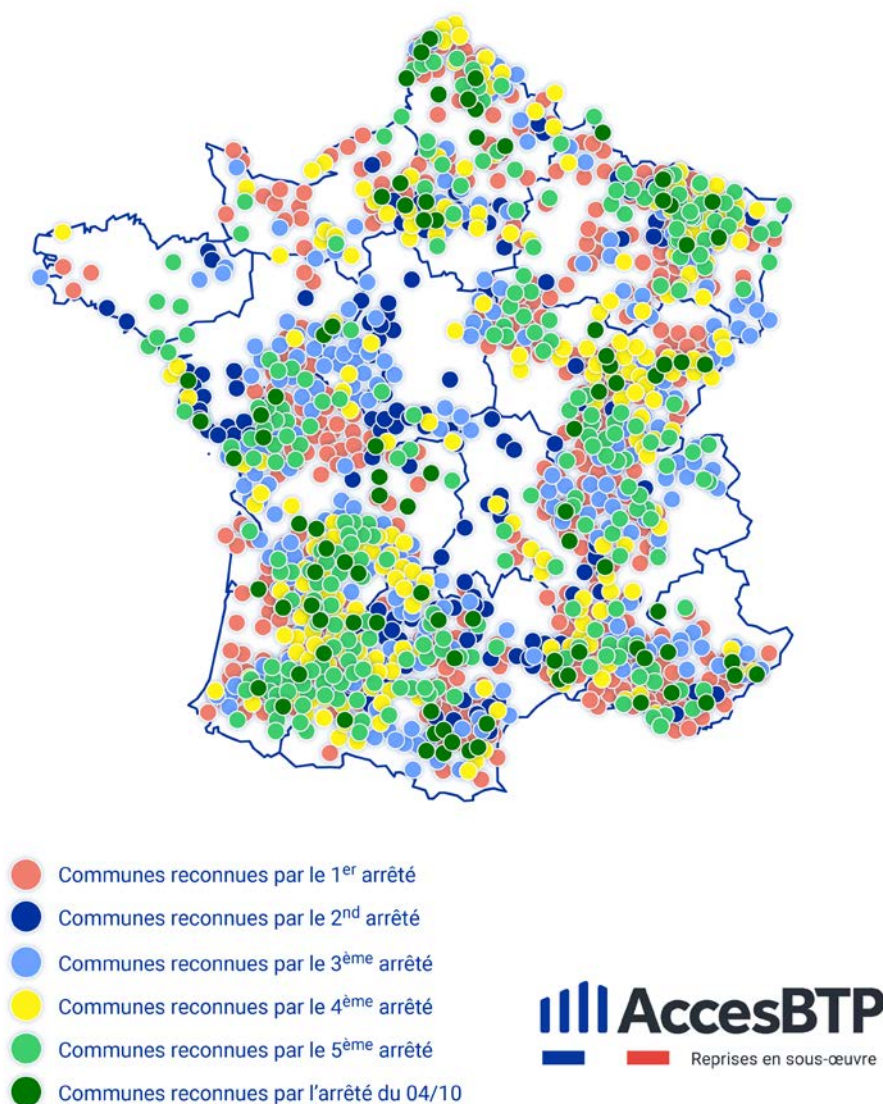 Communes reconnues par le 1er arrêté
Communes reconnues par le 2nd arrêté
Communes reconnues par le 3ème arrêté
Communes reconnues par le 4ème arrêté
Communes reconnues par le 5ème arrêté
Communes reconnues par l'arrêté du 04/10
AccesBTP
Reprises en sous-œuvre